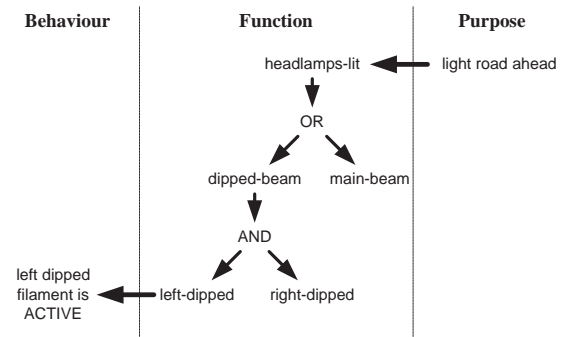 Behaviour
Function
Purpose
headlamps-lit
light road ahead
OR
dipped-beam
main-beam
AND
left dipped
filament is
ACTIVE
left-dipped
right-dipped